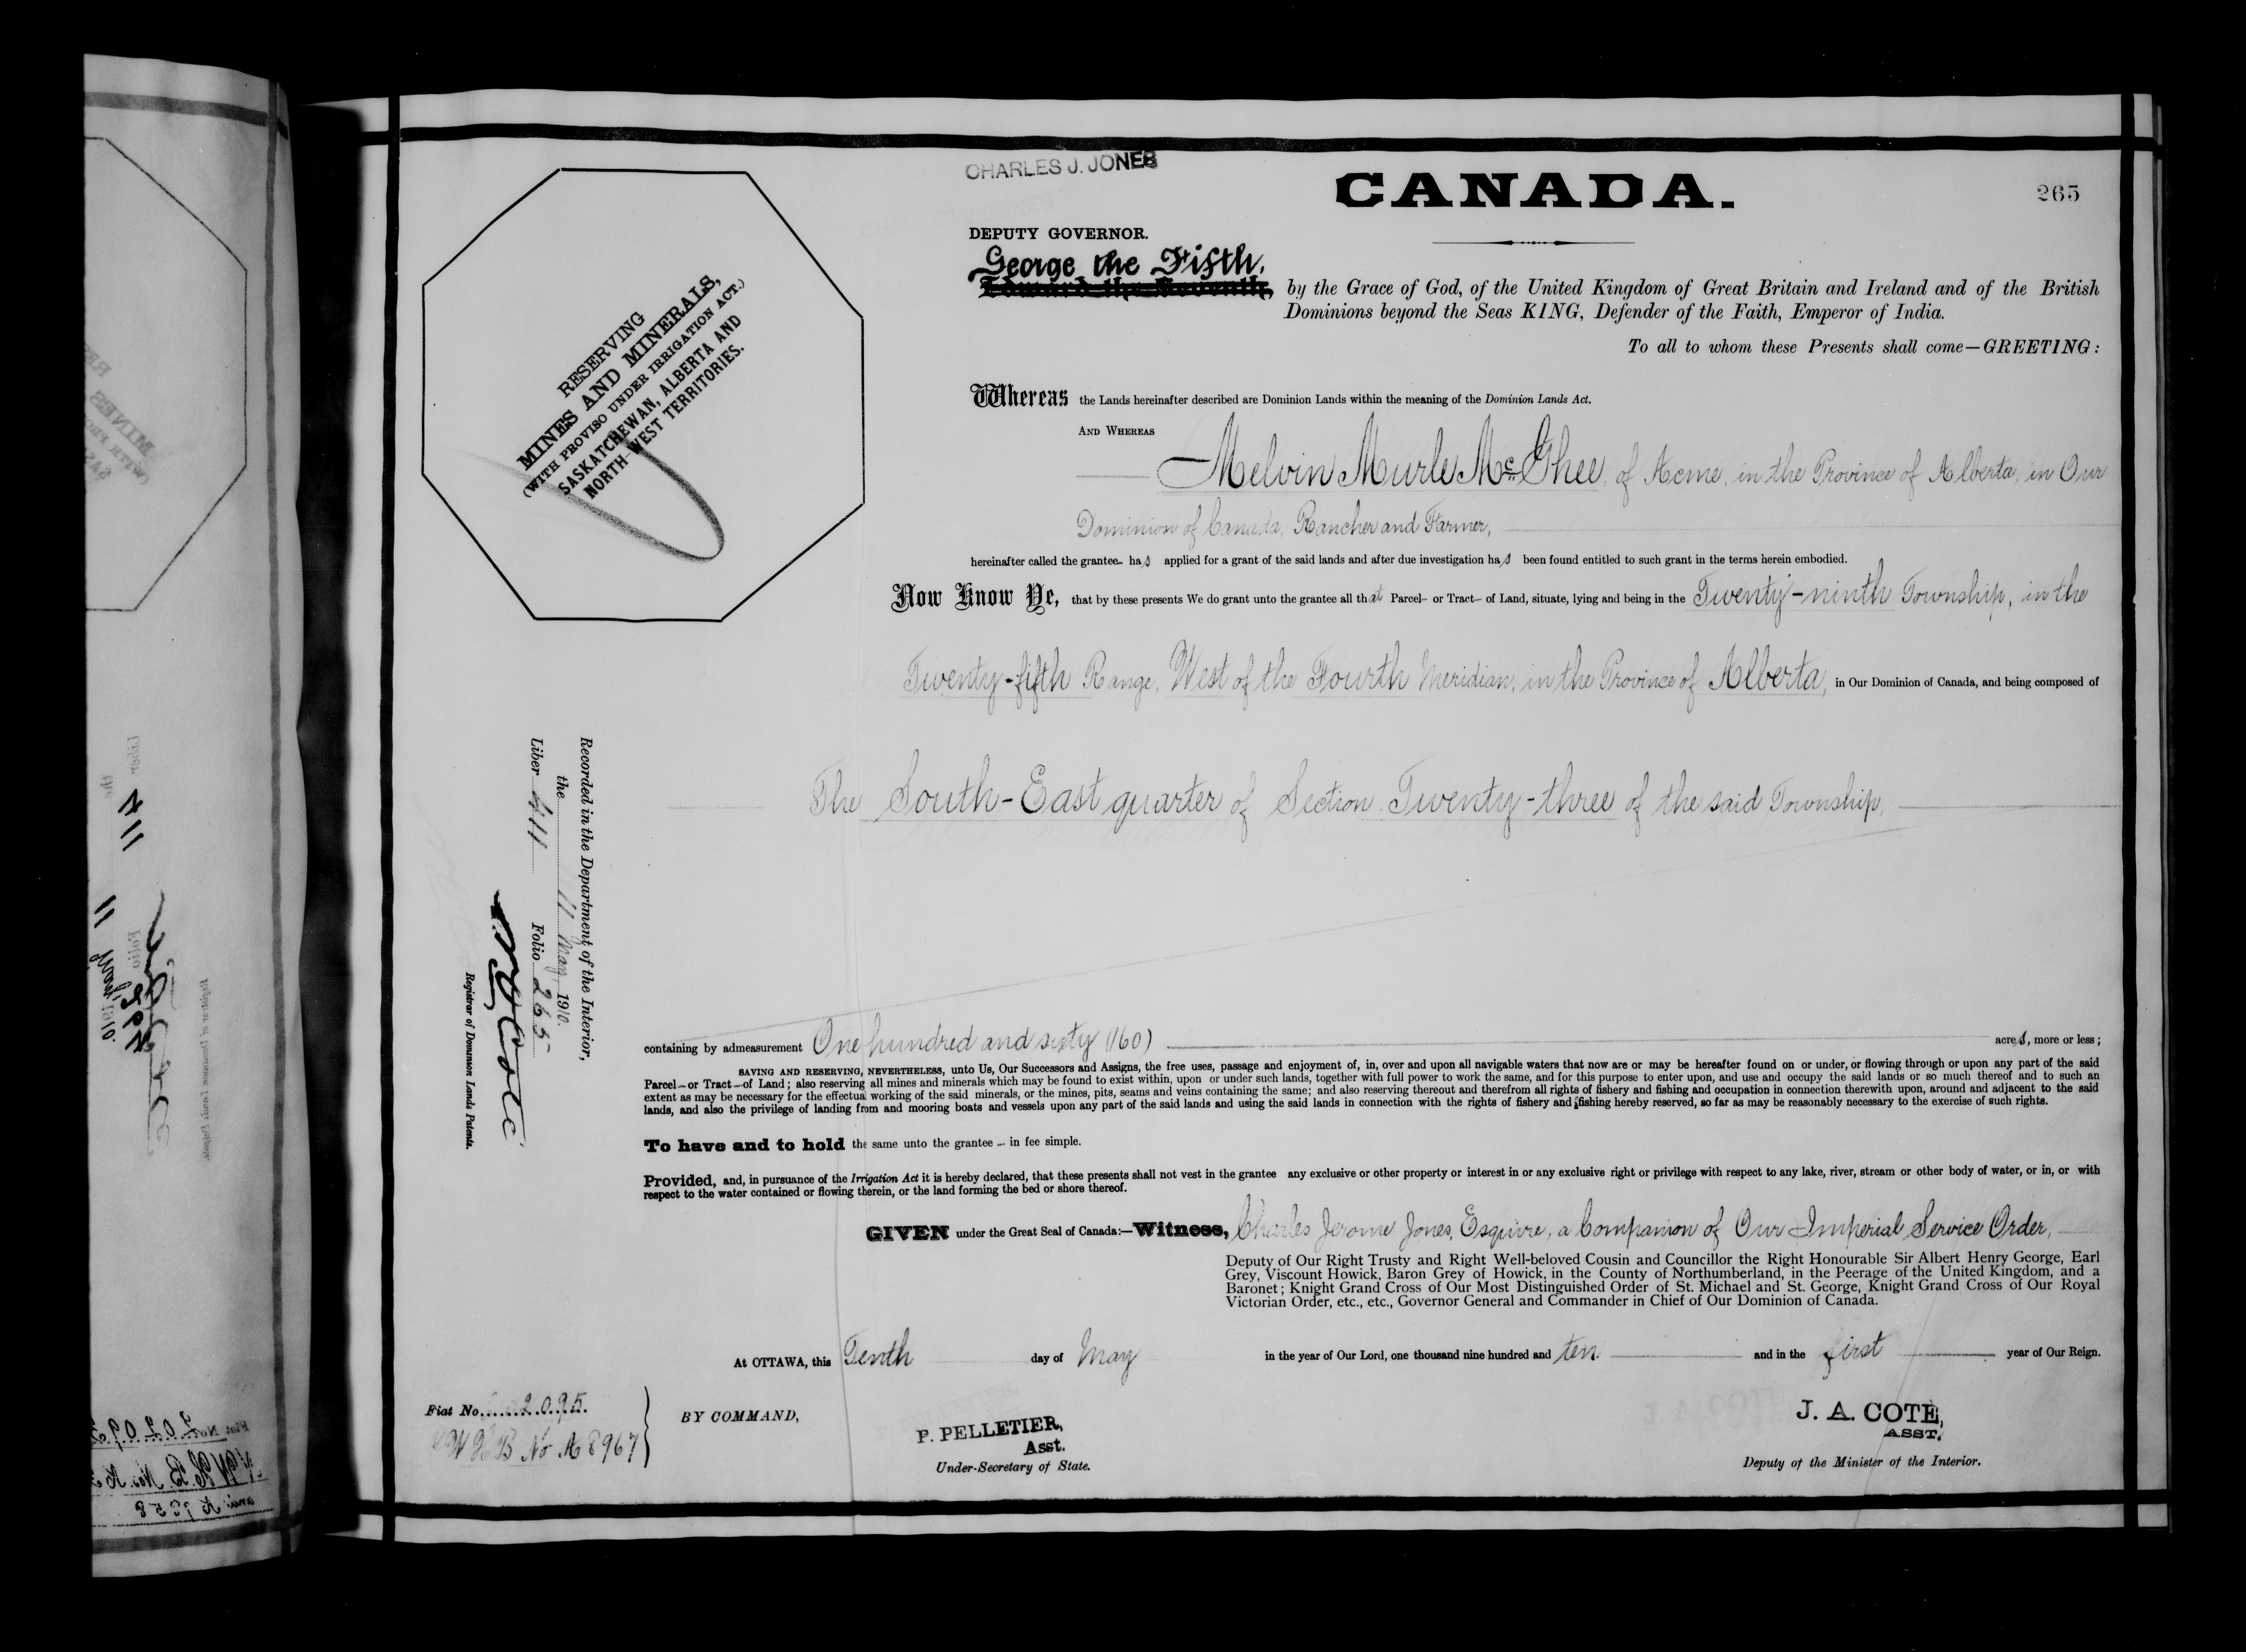 CHARLES J. JONES
CANADA.
265
DEPUTY GOVERNOR.
George the Fifth,
Edward the Seventh, by the Grace of God, of the United Kingdom of Great Britain and Ireland and of the British
Dominions beyond the Seas KING, Defender of the Faith, Emperor of India.
To all to whom these Presents shall come—GREETING:
RESERVING
MINES AND MINERALS,
(WITH PROVISO UNDER IRRIGATION ACT.)
SASKATCHEWAN, ALBERTA AND
NORTH-WEST TERRITORIES.
Whereas the Lands hereinafter described are Dominion Lands within the meaning of the Dominion Lands Act.
AND WHEREAS
Melvin Murle McGhee, of Acme, in the Province of Alberta, in Our
Dominion of Canada, Rancher and Farmer,
hereinafter called the grantee has applied for a grant of the said lands and after due investigation has been found entitled to such grant in the terms herein embodied.
Now Know Ye, that by these presents We do grant unto the grantee all that Parcel or Tract of Land, situate, lying and being in the Twenty-ninth Township, in the
Twenty-fifth Range, West of the Fourth Meridian, in the Province of Alberta, in Our Dominion of Canada, and being composed of
The South-East quarter of Section Twenty-three of the said Township,
Recorded in the Department of the Interior,
the 11 May 1910.
Liber 411 Folio 265
Registrar of Dominion Lands Patents.
containing by admeasurement One hundred and sixty (160) acres, more or less;
SAVING AND RESERVING, NEVERTHELESS, unto Us, Our Successors and Assigns, the free uses, passage and enjoyment of, in, over and upon all navigable waters that now are or may be hereafter found on or under, or flowing through or upon any part of the said
Parcel or Tract of Land; also reserving all mines and minerals which may be found to exist within, upon or under such lands, together with full power to work the same, and for this purpose to enter upon, and use and occupy the said lands or so much thereof and to such an
extent as may be necessary for the effectual working of the said minerals, or the mines, pits, seams and veins containing the same; and also reserving thereout and therefrom all rights of fishery and fishing and occupation in connection therewith upon, around and adjacent to the said
lands, and also the privilege of landing from and mooring boats and vessels upon any part of the said lands and using the said lands in connection with the rights of fishery and fishing hereby reserved, so far as may be reasonably necessary to the exercise of such rights.
To have and to hold the same unto the grantee in fee simple.
Provided, and, in pursuance of the Irrigation Act it is hereby declared, that these presents shall not vest in the grantee any exclusive or other property or interest in or any exclusive right or privilege with respect to any lake, river, stream or other body of water, or in, or with
respect to the water contained or flowing therein, or the land forming the bed or shore thereof.
GIVEN under the Great Seal of Canada:—Witness, Charles Jerome Jones, Esquire, a Companion of Our Imperial Service Order,
Deputy of Our Right Trusty and Right Well-beloved Cousin and Councillor the Right Honourable Sir Albert Henry George, Earl
Grey, Viscount Howick, Baron Grey of Howick, in the County of Northumberland, in the Peerage of the United Kingdom, and a
Baronet; Knight Grand Cross of Our Most Distinguished Order of St. Michael and St. George, Knight Grand Cross of Our Royal
Victorian Order, etc., etc., Governor General and Commander in Chief of Our Dominion of Canada.
At OTTAWA, this Tenth day of May in the year of Our Lord, one thousand nine hundred and ten and in the first year of Our Reign.
Fiat No. 2095
N W H B No A 8967
BY COMMAND,
P. PELLETIER,
Asst.
Under-Secretary of State.
J. A. COTÉ,
ASST.
Deputy of the Minister of the Interior.